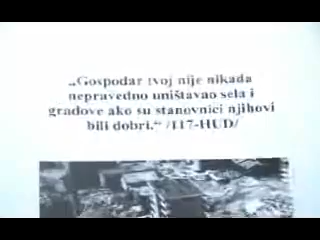 „Gospodar tvoj nije nikada
nepravedno uništavao sela i
gradove ako su stanovnici njihovi
bili dobri.“ /117-HUD/